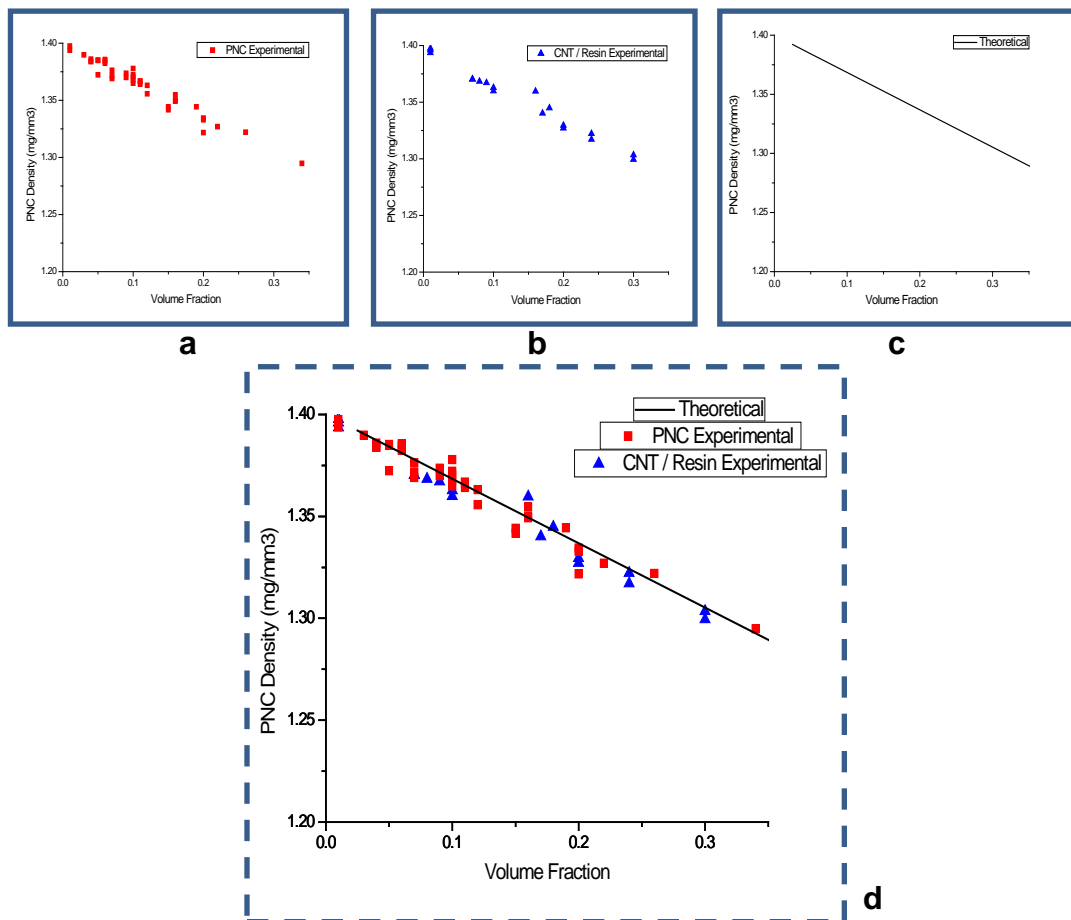 PNC Experimental
1.40
1.35
1.30
1.25
1.20
PNC Density (mg/mm3)
0.0 0.1 0.2 0.3
Volume Fraction
a
CNT / Resin Experimental
1.40
1.35
1.30
1.25
1.20
PNC Density (mg/mm3)
0.0 0.1 0.2 0.3
Volume Fraction
b
Theoretical
1.40
1.35
1.30
1.25
1.20
PNC Density (mg/mm3)
0.0 0.1 0.2 0.3
Volume Fraction
c
Theoretical
PNC Experimental
CNT / Resin Experimental
1.40
1.35
1.30
1.25
1.20
PNC Density (mg/mm3)
0.0 0.1 0.2 0.3
Volume Fraction
d